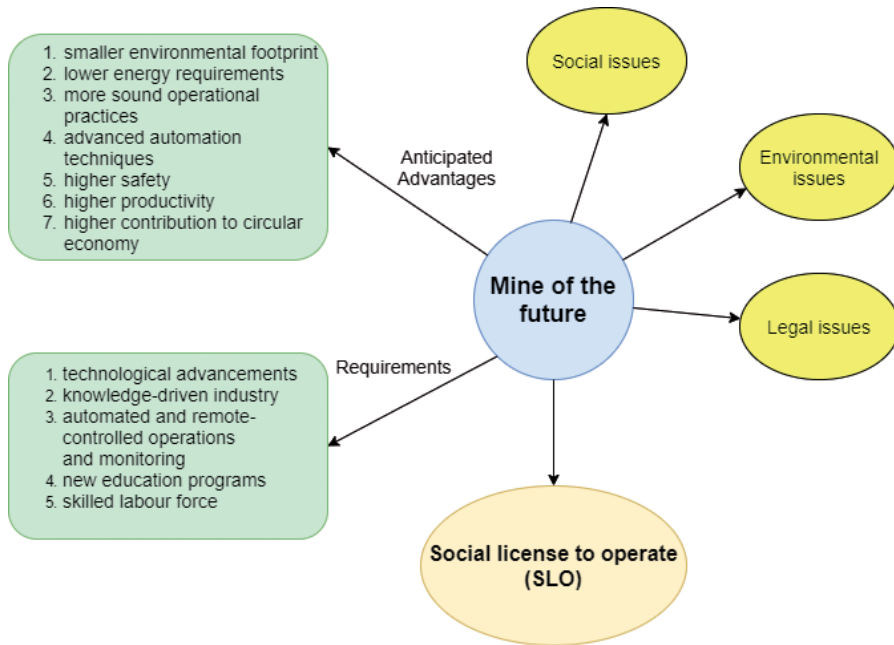 1. smaller environmental footprint
2. lower energy requirements
3. more sound operational
practices
4. advanced automation
techniques
5. higher safety
6. higher productivity
7. higher contribution to circular
economy
Anticipated
Advantages
Social issues
Environmental
issues
Mine of the
future
Legal issues
Requirements
1. technological advancements
2. knowledge-driven industry
3. automated and remote-
controlled operations
and monitoring
4. new education programs
5. skilled labour force
Social license to operate
(SLO)